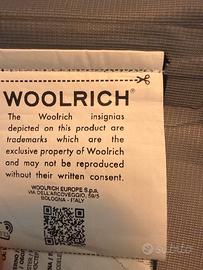 WOOLRICH®
The Woolrich insignias
depicted on this product are
trademarks which are the
exclusive property of Woolrich
and may not be reproduced
without their written consent.
WOOLRICH EUROPE S.p.a.
VIA DELL'ARCOVEGGIO, 59/5
BOLOGNA - ITALY
subito